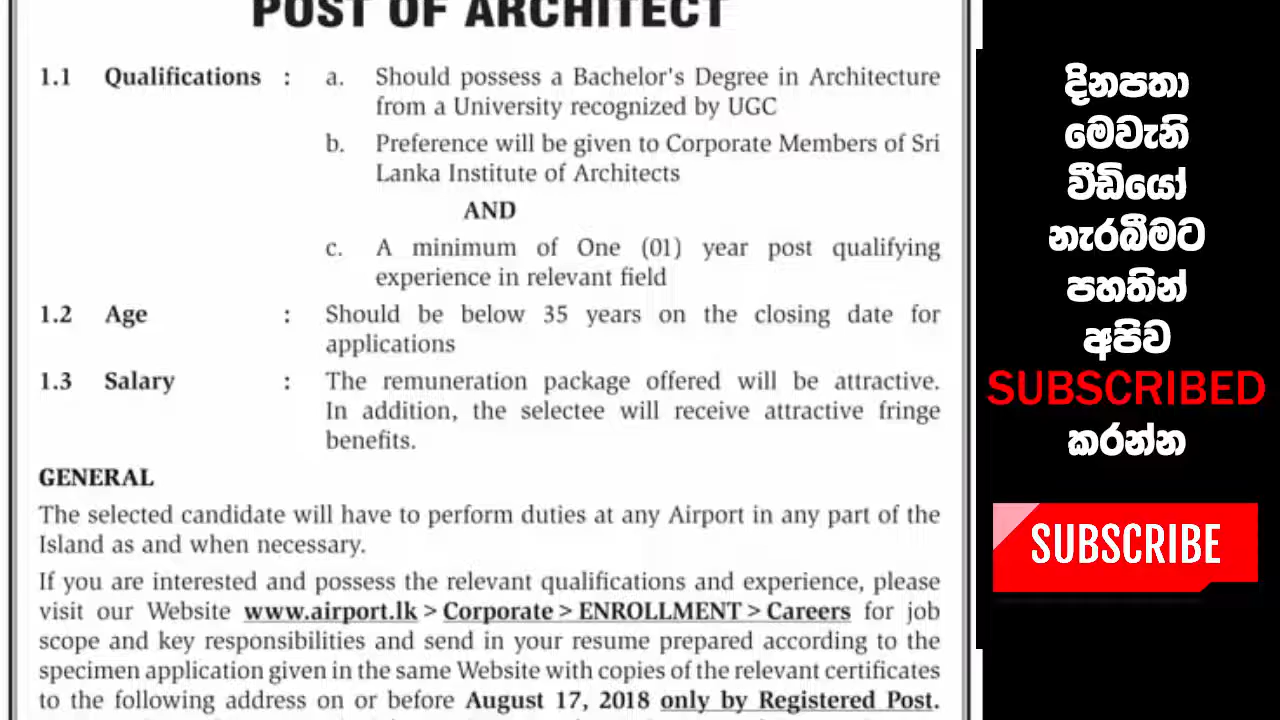 POST OF ARCHITECT
1.1 Qualifications : a. Should possess a Bachelor's Degree in Architecture
from a University recognized by UGC
b. Preference will be given to Corporate Members of Sri
Lanka Institute of Architects
AND
c. A minimum of One (01) year post qualifying
experience in relevant field
1.2 Age : Should be below 35 years on the closing date for
applications
1.3 Salary : The remuneration package offered will be attractive.
In addition, the selectee will receive attractive fringe
benefits.
GENERAL
The selected candidate will have to perform duties at any Airport in any part of the
Island as and when necessary.
If you are interested and possess the relevant qualifications and experience, please
visit our Website www.airport.lk > Corporate > ENROLLMENT > Careers for job
scope and key responsibilities and send in your resume prepared according to the
specimen application given in the same Website with copies of the relevant certificates
to the following address on or before August 17, 2018 only by Registered Post.
දිනපතා
මෙවැනි
වීඩියෝ
නැරඹීමට
පහතින්
අපිව
SUBSCRIBED
කරන්න
SUBSCRIBE